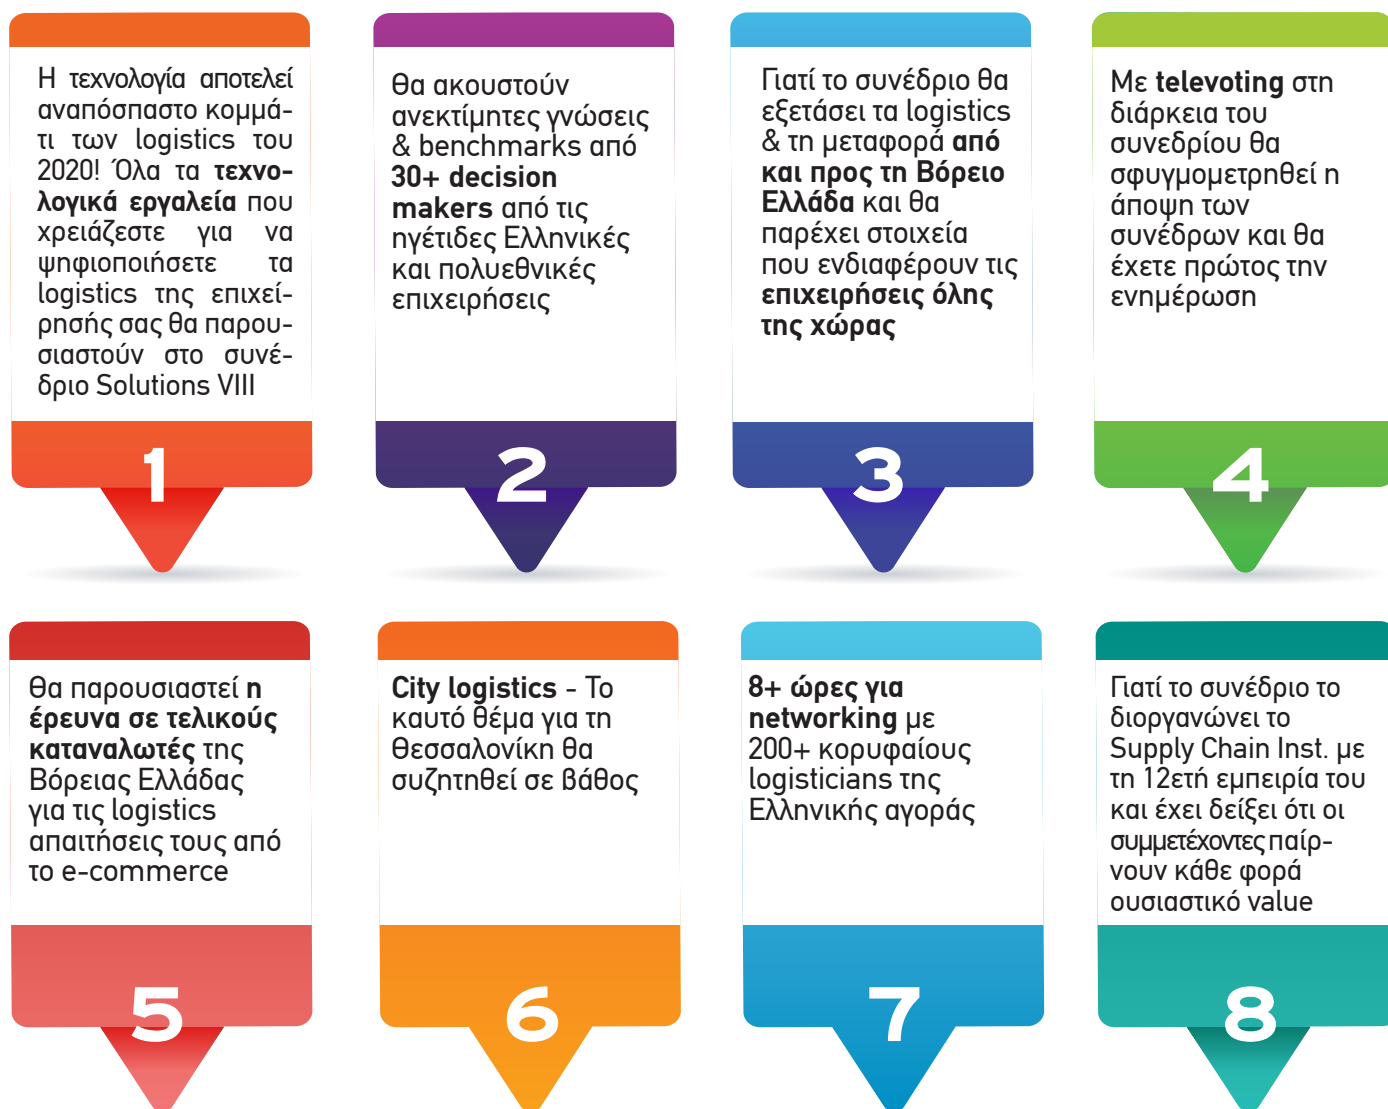 Η τεχνολογία αποτελεί
αναπόσπαστο κομμά-
τι των logistics του
2020! Όλα τα τεχνο-
λογικά εργαλεία που
χρειάζεστε για να
ψηφιοποιήσετε τα
logistics της επιχεί-
ρησής σας θα παρου-
σιαστούν στο συνέ-
δριο Solutions VIII
1
Θα ακουστούν
ανεκτίμητες γνώσεις
& benchmarks από
30+ decision
makers από τις
ηγέτιδες Ελληνικές
και πολυεθνικές
επιχειρήσεις
2
Γιατί το συνέδριο θα
εξετάσει τα logistics
& τη μεταφορά από
και προς τη Βόρειο
Ελλάδα και θα
παρέχει στοιχεία
που ενδιαφέρουν τις
επιχειρήσεις όλης
της χώρας
3
Με televoting στη
διάρκεια του
συνεδρίου θα
σφυγμομετρηθεί η
άποψη των
συνέδρων και θα
έχετε πρώτος την
ενημέρωση
4
Θα παρουσιαστεί η
έρευνα σε τελικούς
καταναλωτές της
Βόρειας Ελλάδας
για τις logistics
απαιτήσεις τους από
το e-commerce
5
City logistics - Το
καυτό θέμα για τη
Θεσσαλονίκη θα
συζητηθεί σε βάθος
6
8+ ώρες για
networking με
200+ κορυφαίους
logisticians της
Ελληνικής αγοράς
7
Γιατί το συνέδριο το
διοργανώνει το
Supply Chain Inst. με
τη 12ετή εμπειρία του
και έχει δείξει ότι οι
συμμετέχοντες παίρ-
νουν κάθε φορά
ουσιαστικό value
8